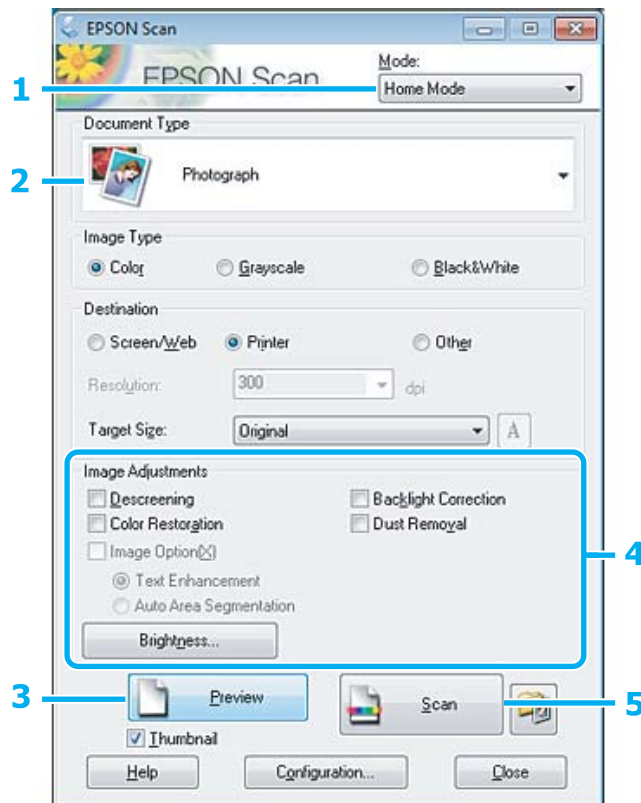 EPSON Scan
EPSON Scan
Mode:
1
Home Mode
Document Type
2
Photograph
Image Type
Color Grayscale Black&White
Destination
Screen/Web Printer Other
Resolution: 300 dpi
Target Size: Original A
Image Adjustments
Descreening Backlight Correction
Color Restoration Dust Removal
Image Option(X)
4
Text Enhancement
Auto Area Segmentation
Brightness...
3 Preview Scan 5
Thumbnail
Help Configuration... Close